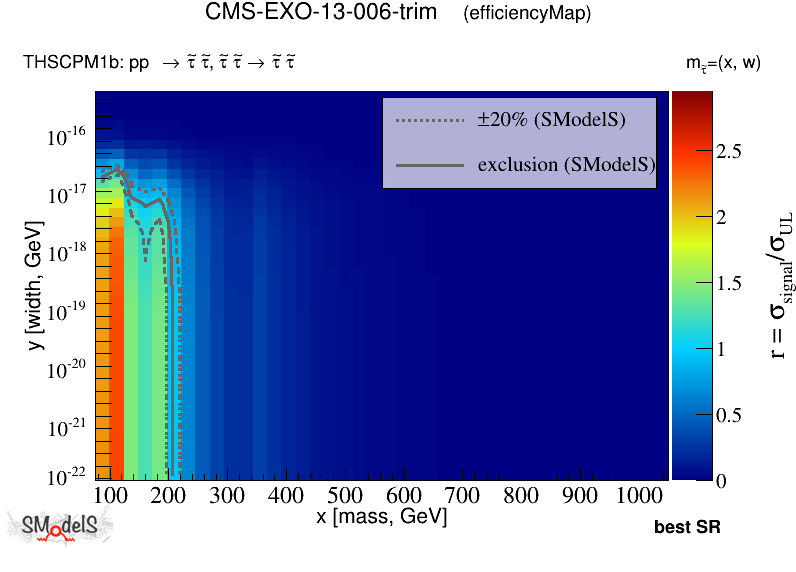 CMS-EXO-13-006-trim (efficiencyMap)
THSCPM1b: pp → τ̃ τ̃, τ̃ τ̃ → τ̃ τ̃
m_τ̃=(x, w)
±20% (SModelS)
exclusion (SModelS)
y [width, GeV]
10^-16
10^-17
10^-18
10^-19
10^-20
10^-21
10^-22
100 200 300 400 500 600 700 800 900 1000
x [mass, GeV]
2.5
2
1.5
1
0.5
0
r = σ_signal/σ_UL
SModelS
best SR